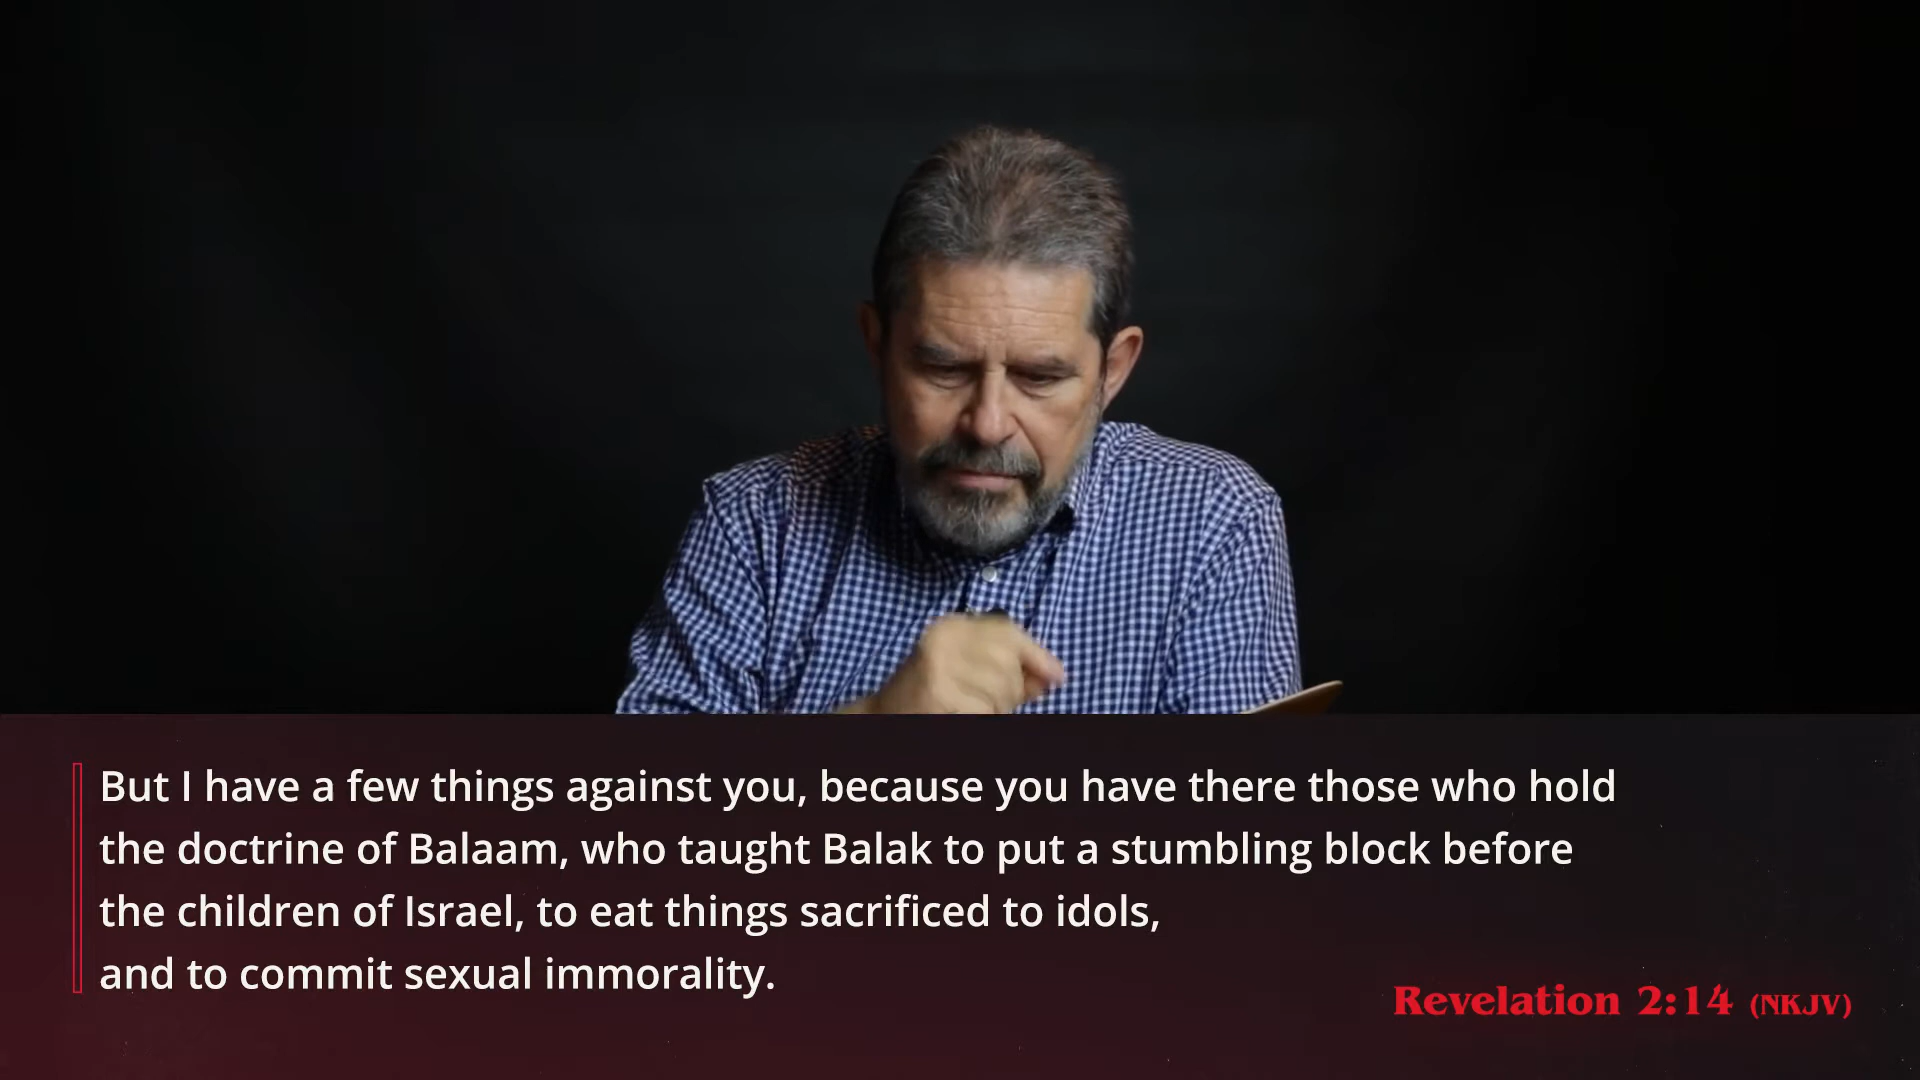 But I have a few things against you, because you have there those who hold
the doctrine of Balaam, who taught Balak to put a stumbling block before
the children of Israel, to eat things sacrificed to idols,
and to commit sexual immorality.
Revelation 2:14 (NKJV)